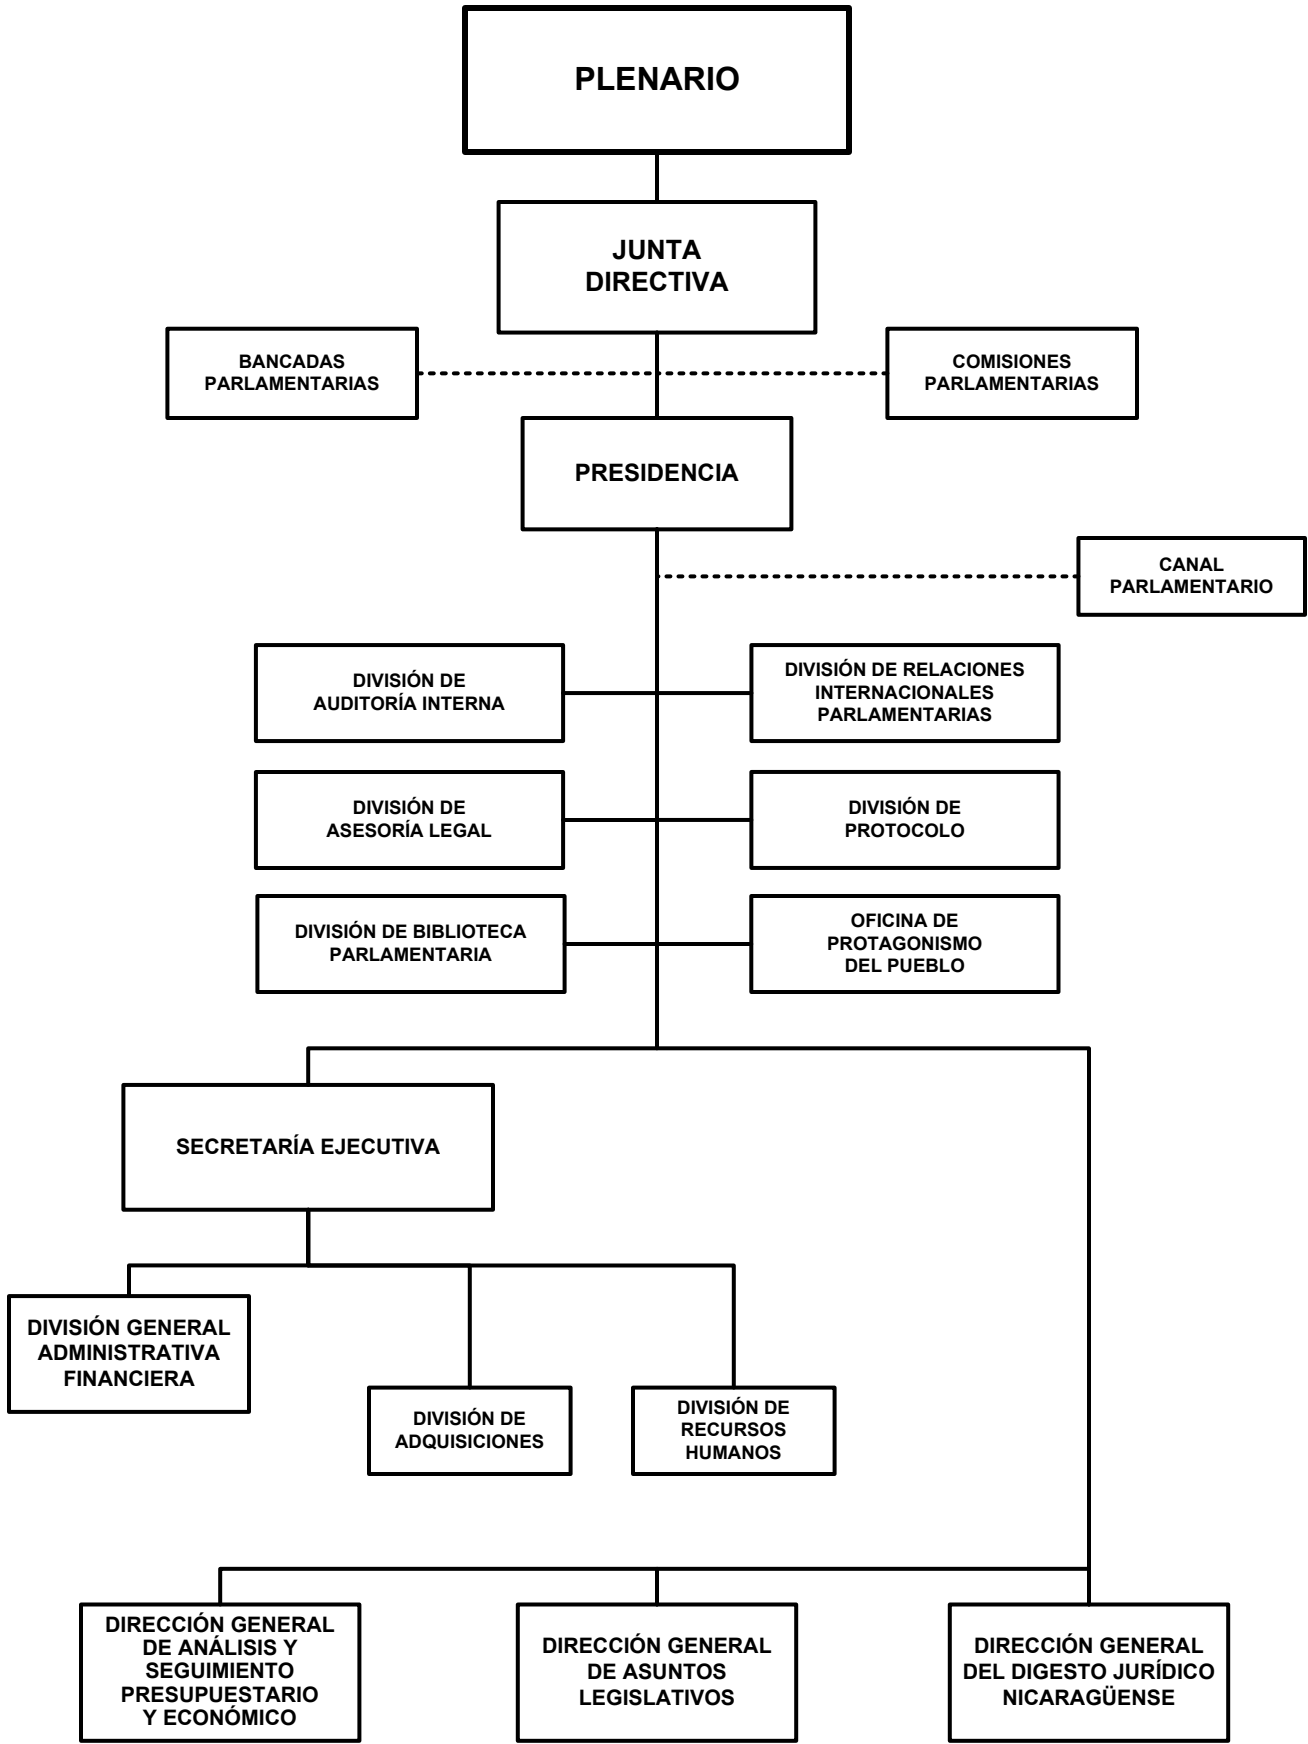 PLENARIO
JUNTA
DIRECTIVA
BANCADAS
PARLAMENTARIAS
COMISIONES
PARLAMENTARIAS
PRESIDENCIA
CANAL
PARLAMENTARIO
DIVISIÓN DE
AUDITORÍA INTERNA
DIVISIÓN DE RELACIONES
INTERNACIONALES
PARLAMENTARIAS
DIVISIÓN DE
ASESORÍA LEGAL
DIVISIÓN DE
PROTOCOLO
DIVISIÓN DE BIBLIOTECA
PARLAMENTARIA
OFICINA DE
PROTAGONISMO
DEL PUEBLO
SECRETARÍA EJECUTIVA
DIVISIÓN GENERAL
ADMINISTRATIVA
FINANCIERA
DIVISIÓN DE
ADQUISICIONES
DIVISIÓN DE
RECURSOS
HUMANOS
DIRECCIÓN GENERAL
DE ANÁLISIS Y
SEGUIMIENTO
PRESUPUESTARIO
Y ECONÓMICO
DIRECCIÓN GENERAL
DE ASUNTOS
LEGISLATIVOS
DIRECCIÓN GENERAL
DEL DIGESTO JURÍDICO
NICARAGÜENSE